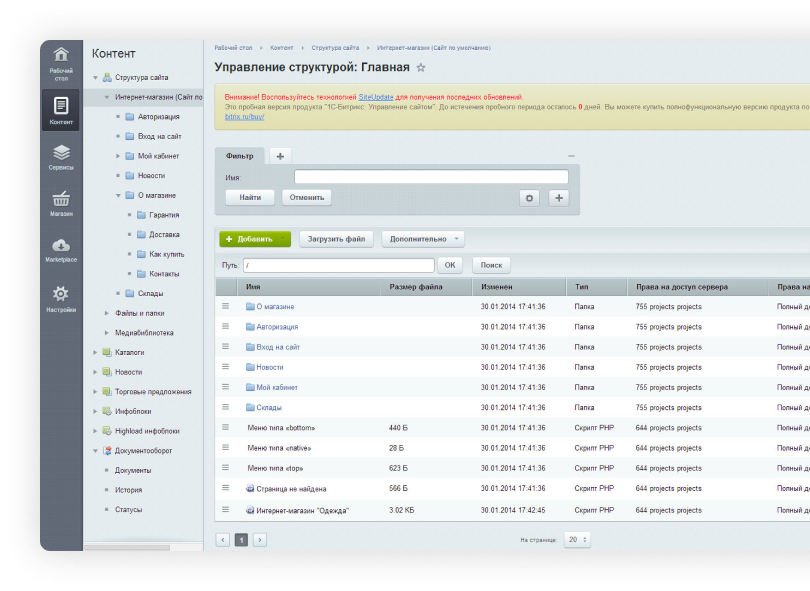 Рабочий стол
Контент
Сервисы
Магазин
Marketplace
Настройки
Контент
Структура сайта
Интернет-магазин (Сайт по
Авторизация
Вход на сайт
Мой кабинет
Новости
О магазине
Гарантия
Доставка
Как купить
Контакты
Склады
Файлы и папки
Медиабиблиотека
Каталоги
Новости
Торговые предложения
Инфоблоки
Highload инфоблоки
Документооборот
Документы
История
Статусы
Рабочий стол Контент Структура сайта Интернет-магазин (Сайт по умолчанию)
Управление структурой: Главная
Внимание! Воспользуйтесь технологией SiteUpdate для получения последних обновлений.
Это пробная версия продукта "1С-Битрикс: Управление сайтом". До истечения пробного периода осталось 0 дней. Вы можете купить полнофункциональную версию продукта по
bitrix.ru/buy/
Фильтр +
Имя:
Найти Отменить
+ Добавить Загрузить файл Дополнительно
Путь: / OK Поиск
Имя Размер файла Изменен Тип Права на доступ сервера Права на
О магазине 30.01.2014 17:41:36 Папка 755 projects projects Полный до
Авторизация 30.01.2014 17:41:36 Папка 755 projects projects Полный до
Вход на сайт 30.01.2014 17:41:36 Папка 755 projects projects Полный до
Новости 30.01.2014 17:41:36 Папка 755 projects projects Полный до
Мой кабинет 30.01.2014 17:41:36 Папка 755 projects projects Полный до
Склады 30.01.2014 17:41:36 Папка 755 projects projects Полный до
Меню типа «bottom» 440 Б 30.01.2014 17:41:36 Скрипт PHP 644 projects projects Полный до
Меню типа «native» 28 Б 30.01.2014 17:41:36 Скрипт PHP 644 projects projects Полный до
Меню типа «top» 623 Б 30.01.2014 17:41:36 Скрипт PHP 644 projects projects Полный до
Страница не найдена 566 Б 30.01.2014 17:41:36 Скрипт PHP 644 projects projects Полный до
Интернет-магазин "Одежда" 3.02 КБ 30.01.2014 17:42:45 Скрипт PHP 644 projects projects Полный до
1 На странице: 20